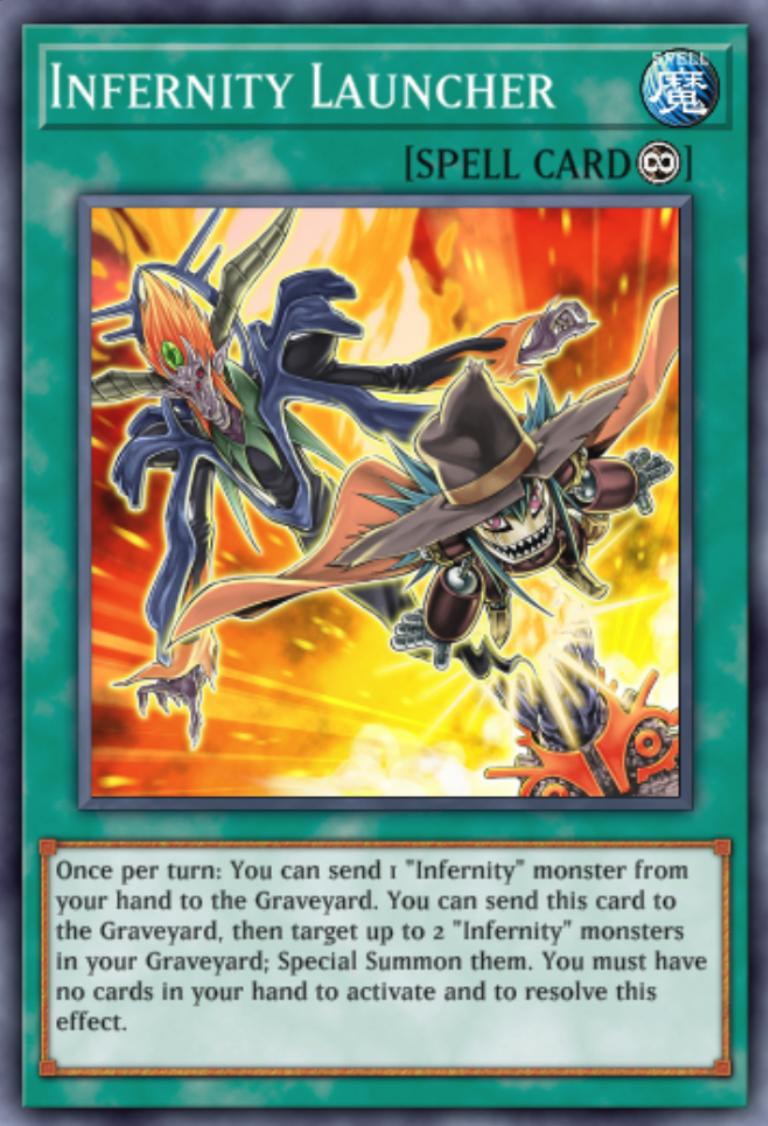 Infernity Launcher
SPELL
魔
[SPELL CARD∞]
Once per turn: You can send 1 "Infernity" monster from
your hand to the Graveyard. You can send this card to
the Graveyard, then target up to 2 "Infernity" monsters
in your Graveyard; Special Summon them. You must have
no cards in your hand to activate and to resolve this
effect.